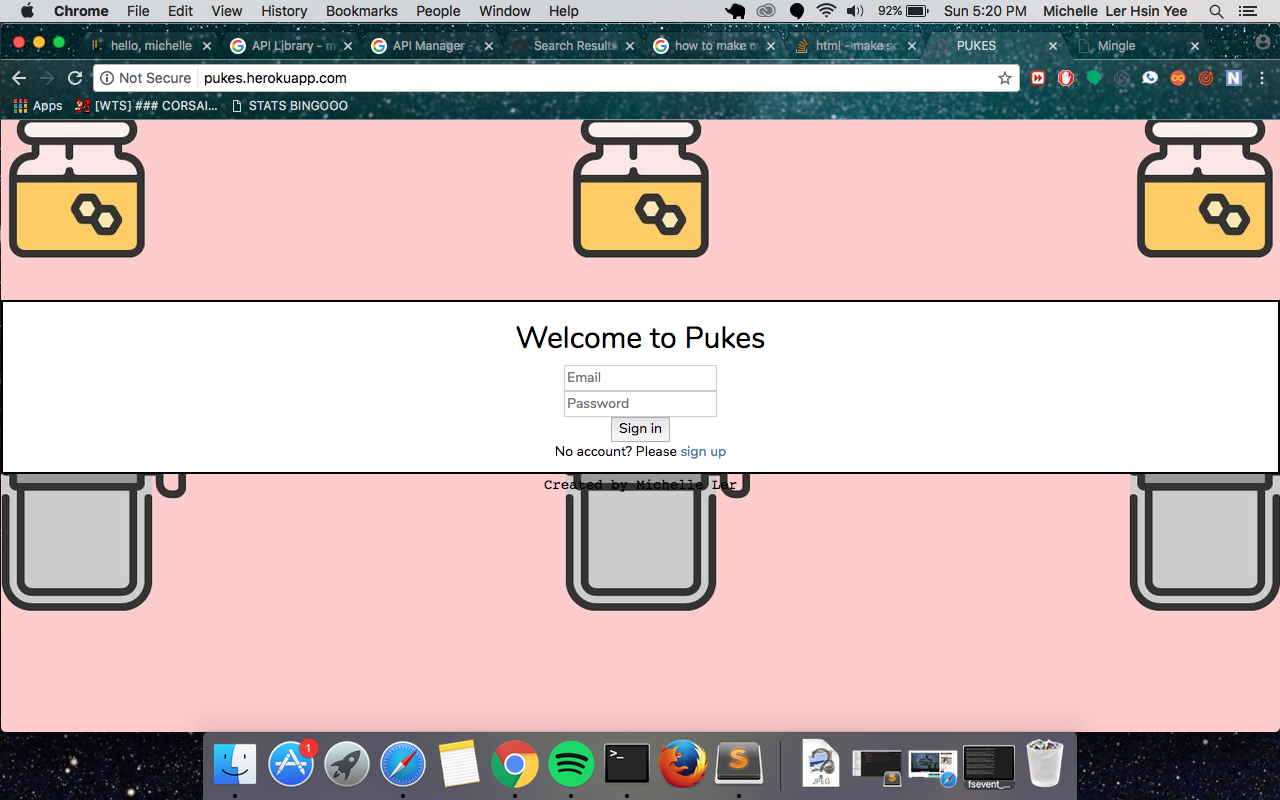 Chrome File Edit View History Bookmarks People Window Help 92% Sun 5:20 PM Michelle Ler Hsin Yee
hello, michelle API Library - m API Manager - Search Results how to make o html - make sc PUKES Mingle
Not Secure pukes.herokuapp.com
Apps [WTS] ### CORSAI... STATS BINGOOO
Welcome to Pukes
Email
Password
Sign in
No account? Please sign up
Created by Michelle Ler
1
>_
S
JPEG
fsevent_...